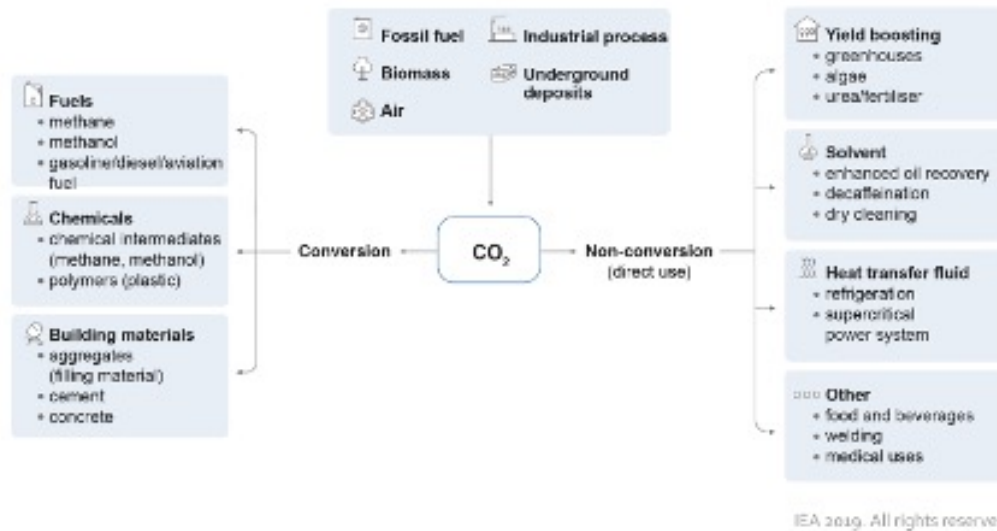 Fossil fuel
Industrial process
Biomass
Underground
deposits
Air
Fuels
• methane
• methanol
• gasoline/diesel/aviation
fuel
Chemicals
• chemical intermediates
(methane, methanol)
• polymers (plastic)
Building materials
• aggregates
(filling material)
• cement
• concrete
Conversion
CO₂
Non-conversion
(direct use)
Yield boosting
• greenhouses
• algae
• urea/fertiliser
Solvent
• enhanced oil recovery
• decaffeination
• dry cleaning
Heat transfer fluid
• refrigeration
• supercritical
power system
Other
• food and beverages
• welding
• medical uses
IEA 2019. All rights reserve